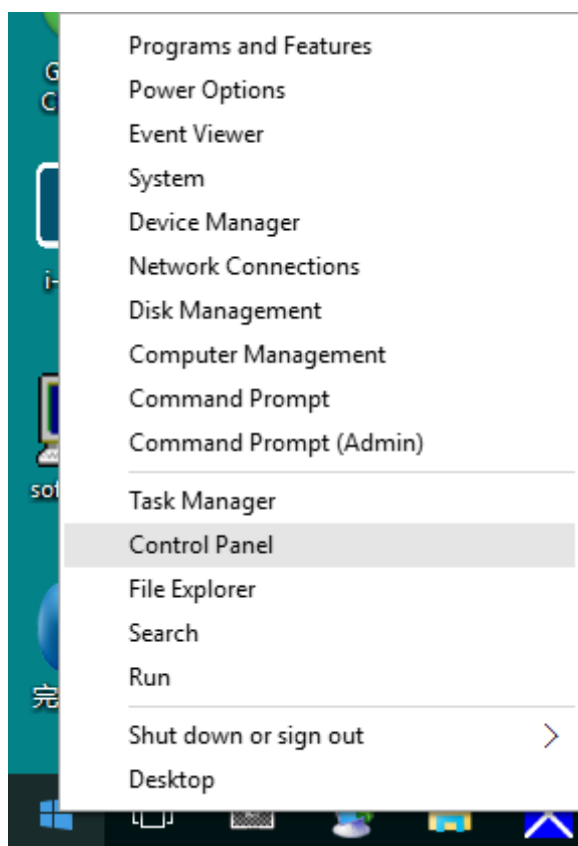 G
C
Programs and Features
Power Options
Event Viewer
System
Device Manager
i-
Network Connections
Disk Management
Computer Management
Command Prompt
Command Prompt (Admin)
Task Manager
Control Panel
File Explorer
Search
Run
完
Shut down or sign out
Desktop